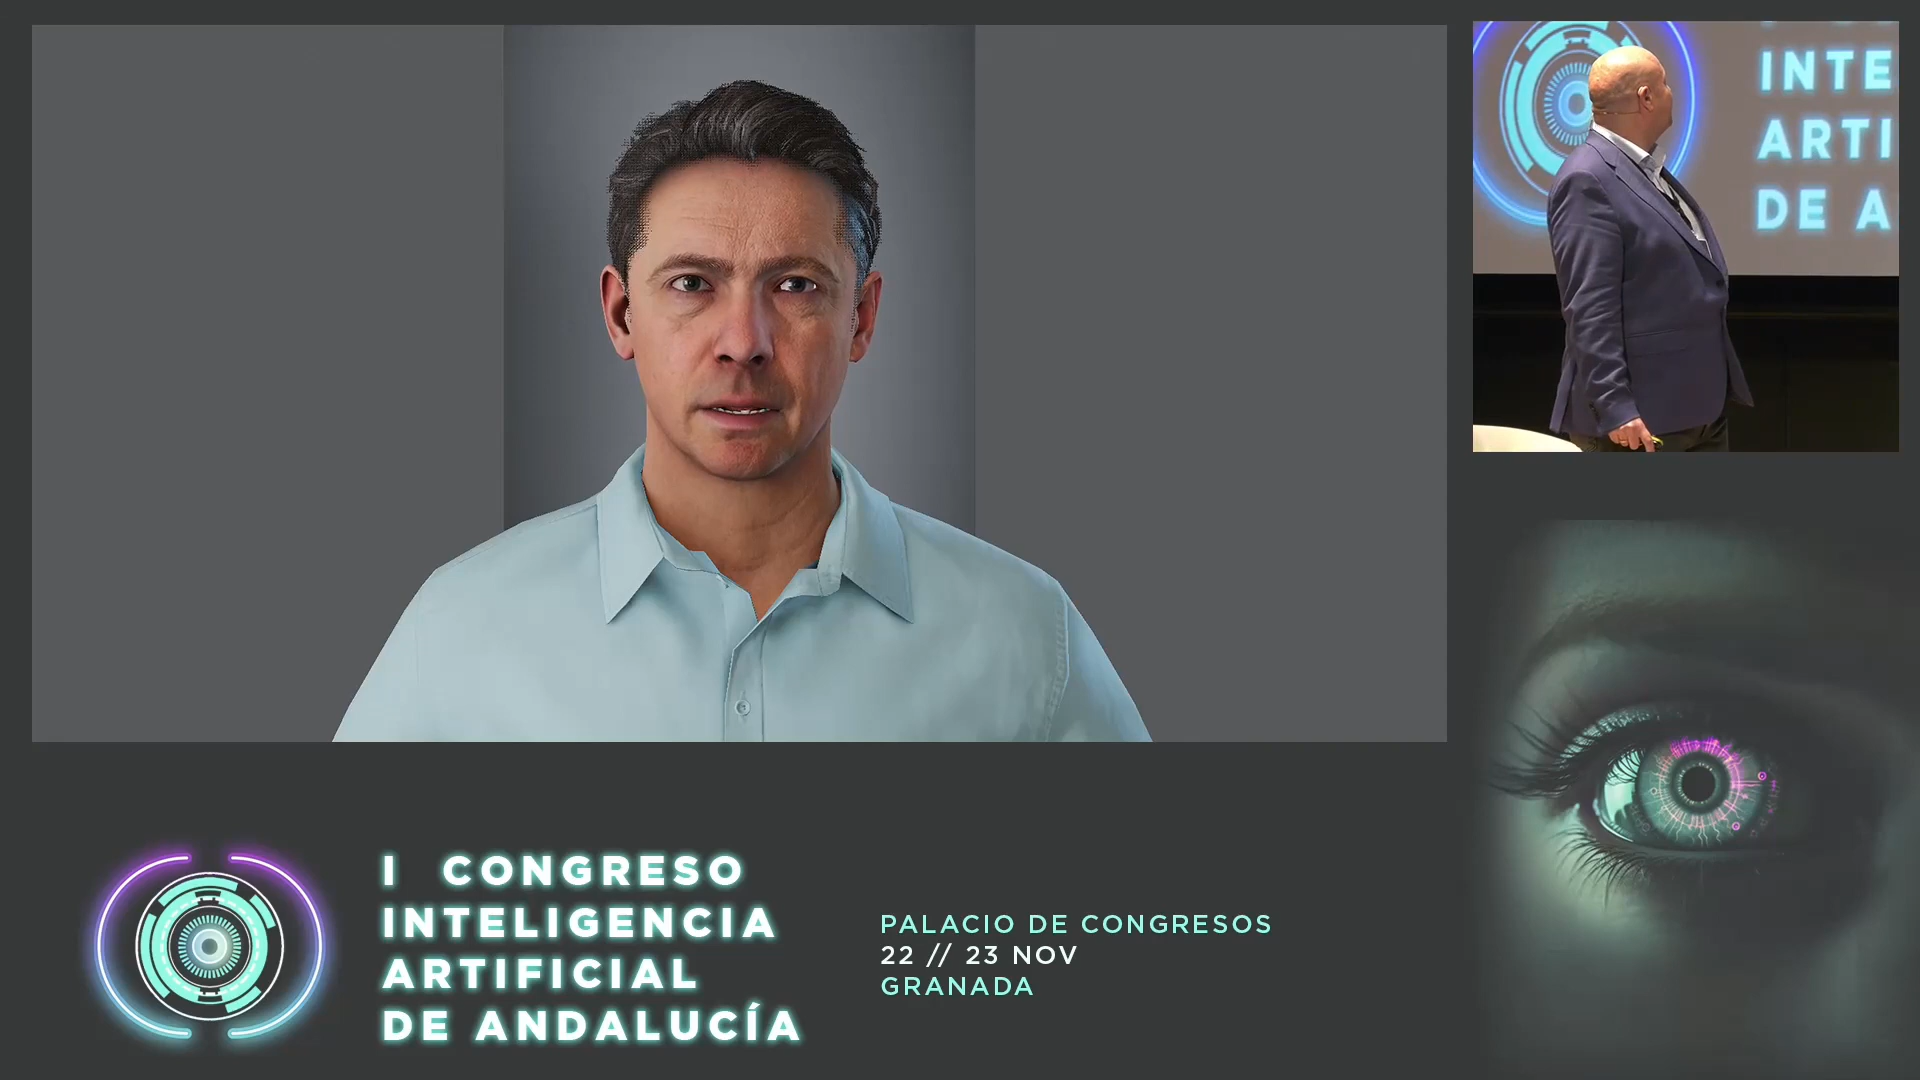 INTE
ARTI
DE A
I CONGRESO
INTELIGENCIA
ARTIFICIAL
DE ANDALUCÍA
PALACIO DE CONGRESOS
22 // 23 NOV
GRANADA